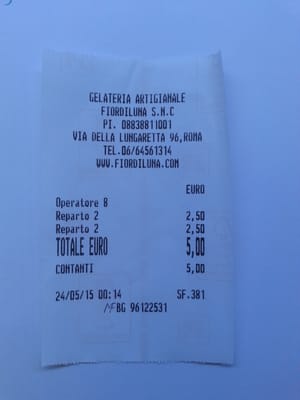 GELATERIA ARTIGIANALE
FIORDILUNA S.N.C
PI. 08838811001
VIA DELLA LUNGARETTA 96,ROMA
TEL.06/64561314
WWW.FIORDILUNA.COM
EURO
Operatore 8
Reparto 2 2,50
Reparto 2 2,50
TOTALE EURO 5,00
CONTANTI 5,00
24/05/15 00:14 SF.381
BG 96122531